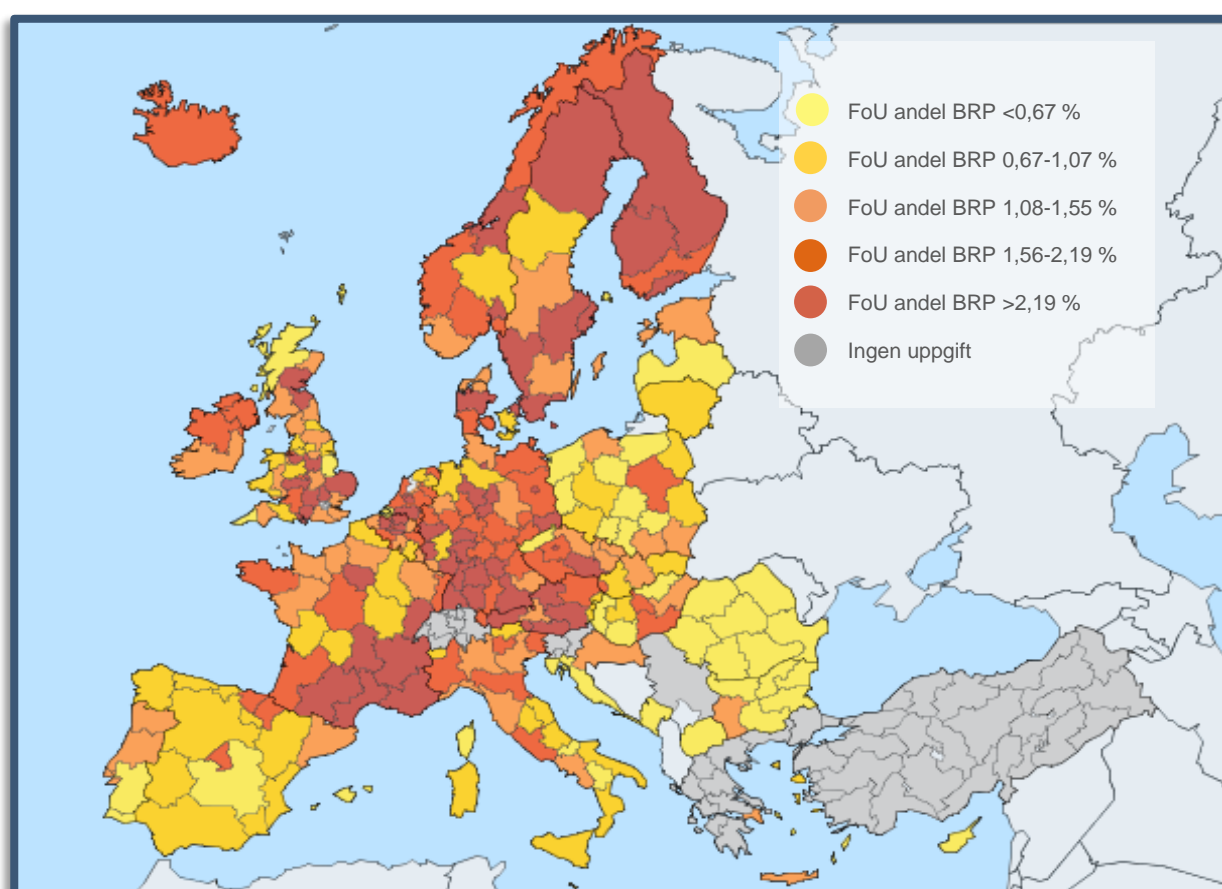 FoU andel BRP <0,67 %
FoU andel BRP 0,67-1,07 %
FoU andel BRP 1,08-1,55 %
FoU andel BRP 1,56-2,19 %
FoU andel BRP >2,19 %
Ingen uppgift